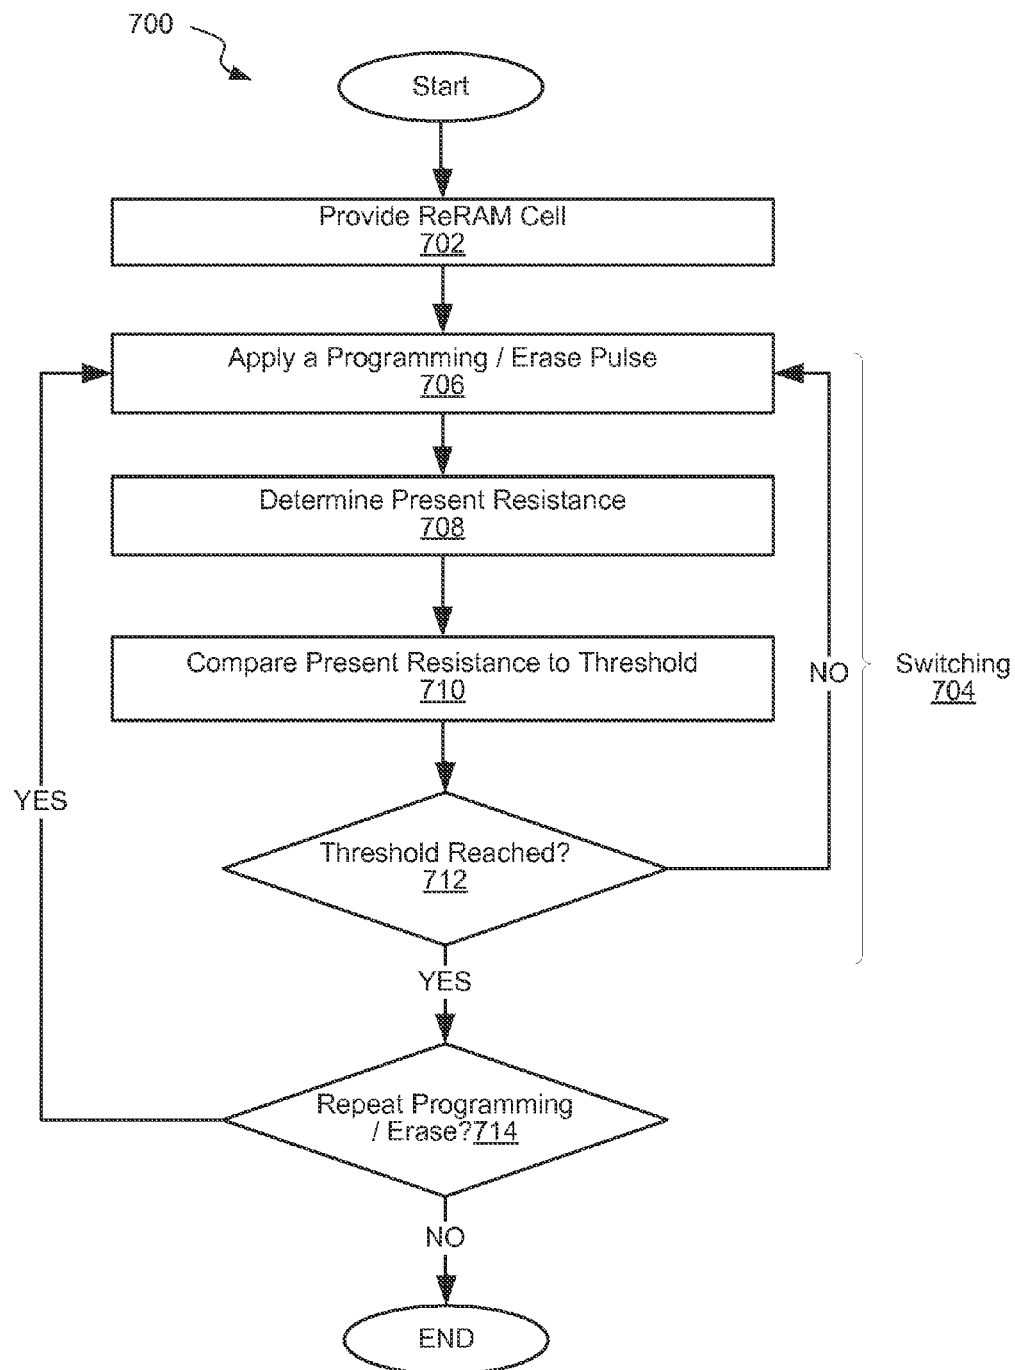 700
Start
Provide ReRAM Cell
702
Apply a Programming / Erase Pulse
706
Determine Present Resistance
708
Compare Present Resistance to Threshold
710
NO
Switching
704
YES
Threshold Reached?
712
YES
Repeat Programming
/ Erase?714
NO
END